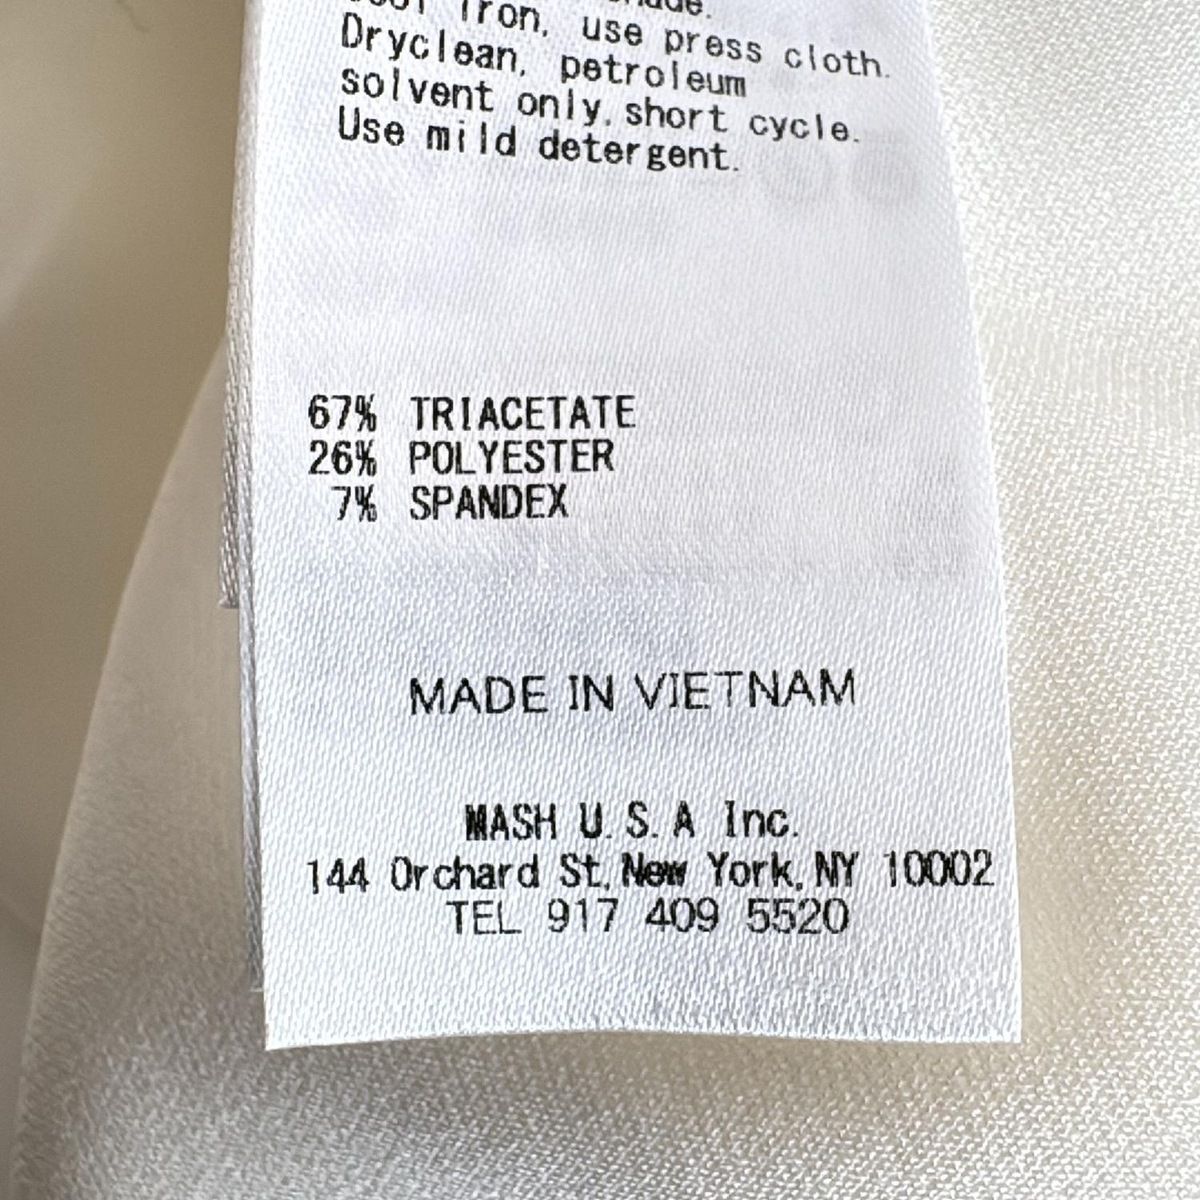 iron, use press cloth.
Dryclean, petroleum
solvent only, short cycle.
Use mild detergent.
67% TRIACETATE
26% POLYESTER
7% SPANDEX
MADE IN VIETNAM
MASH U.S.A Inc.
144 Orchard St, New York, NY 10002
TEL 917 409 5520